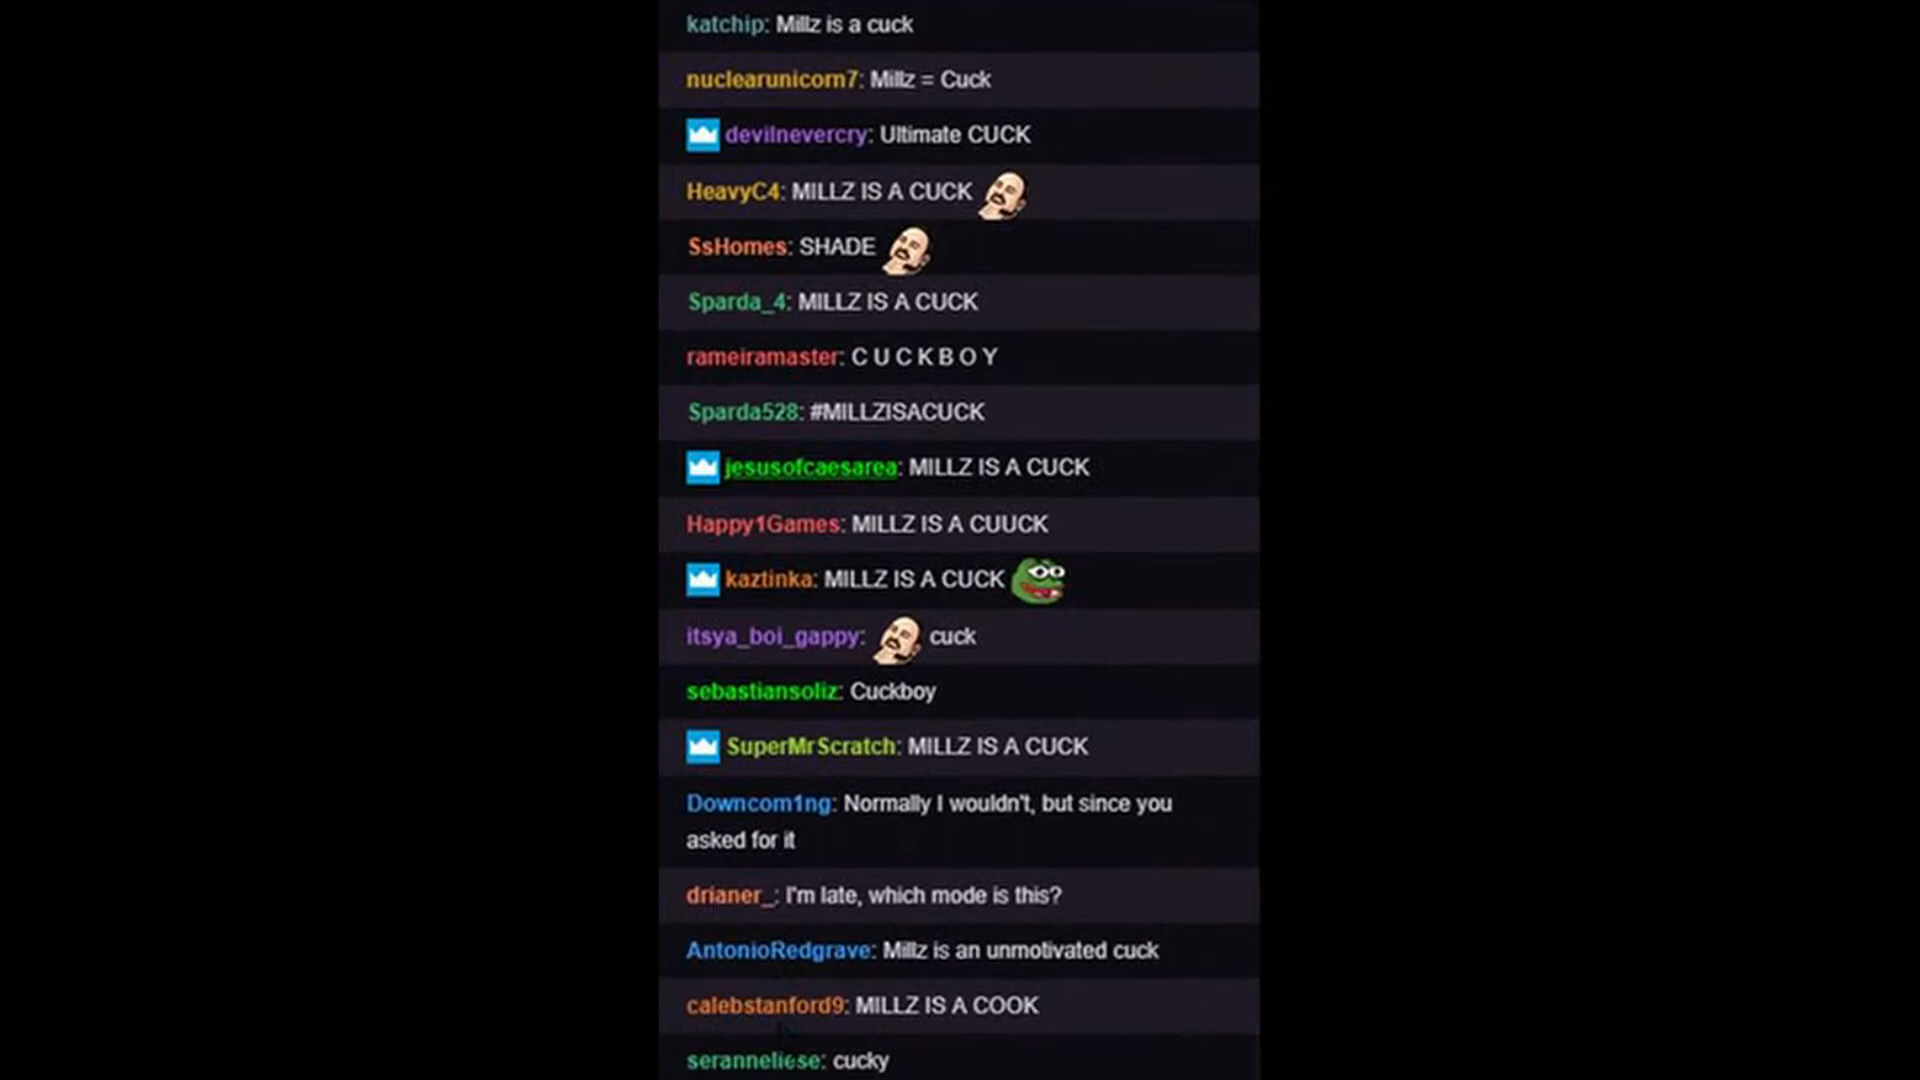 katchip: Millz is a cuck
nuclearunicorn7: Millz = Cuck
devilnevercry: Ultimate CUCK
HeavyC4: MILLZ IS A CUCK
SsHomes: SHADE
Sparda_4: MILLZ IS A CUCK
rameiramaster: C U C K B O Y
Sparda528: #MILLZISACUCK
jesusofcaesarea: MILLZ IS A CUCK
Happy1Games: MILLZ IS A CUUCK
kaztinka: MILLZ IS A CUCK
itsya_boi_gappy: cuck
sebastiansoliz: Cuckboy
SuperMrScratch: MILLZ IS A CUCK
Downcom1ng: Normally I wouldn't, but since you
asked for it
drianer_: I'm late, which mode is this?
AntonioRedgrave: Millz is an unmotivated cuck
calebstanford9: MILLZ IS A COOK
seranneliese: cucky